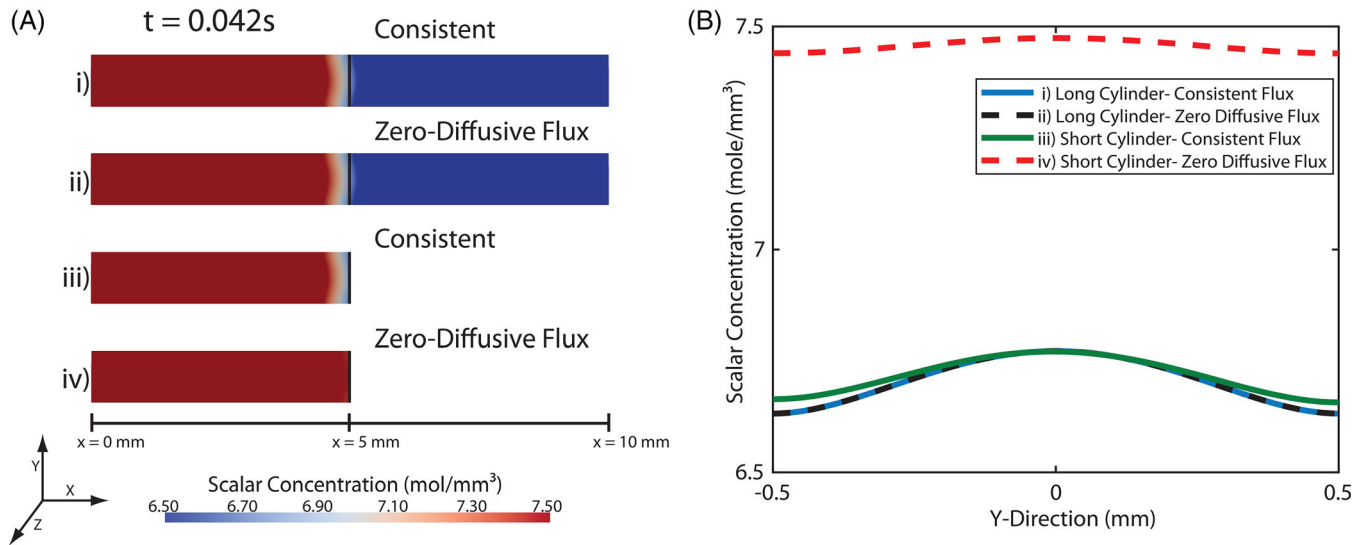 (A)
t = 0.042s
Consistent
i)
Zero-Diffusive Flux
ii)
Consistent
iii)
Zero-Diffusive Flux
iv)
x = 0 mm
x = 5 mm
x = 10 mm
Y
X
Z
Scalar Concentration (mol/mm³)
6.50 6.70 6.90 7.10 7.30 7.50
(B)
7.5
7
6.5
Scalar Concentration (mole/mm³)
i) Long Cylinder- Consistent Flux
ii) Long Cylinder- Zero Diffusive Flux
iii) Short Cylinder- Consistent Flux
iv) Short Cylinder- Zero Diffusive Flux
-0.5 0 0.5
Y-Direction (mm)